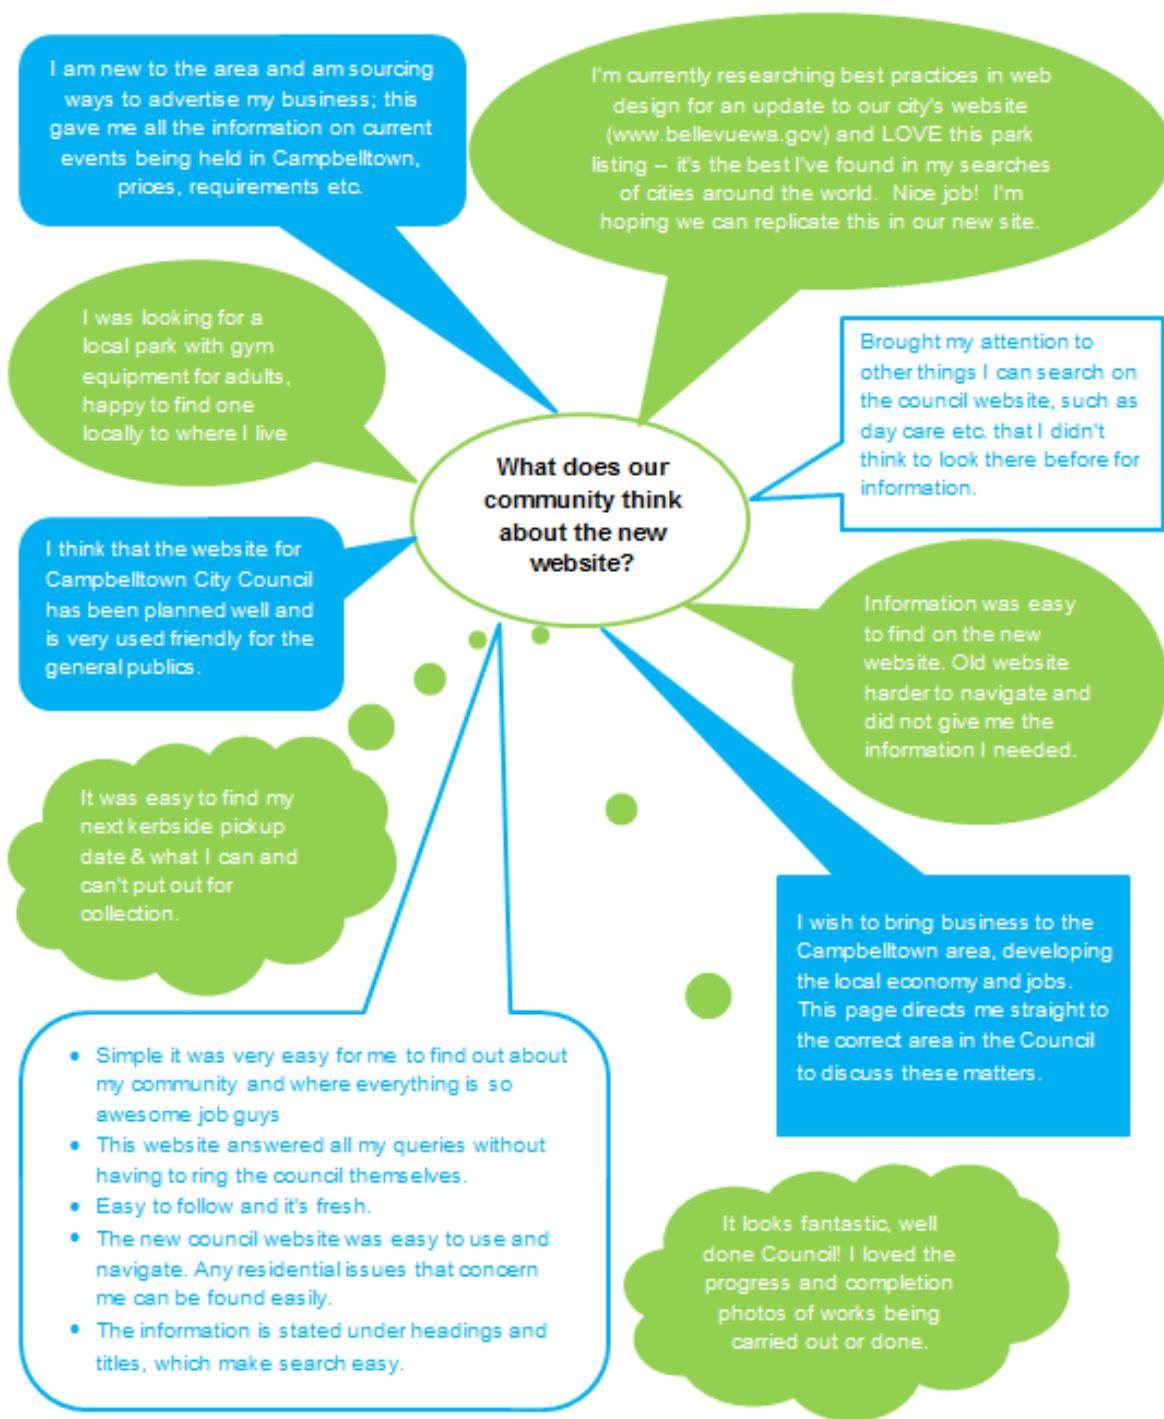 I am new to the area and am sourcing
ways to advertise my business; this
gave me all the information on current
events being held in Campbelltown,
prices, requirements etc.
I'm currently researching best practices in web
design for an update to our city's website
(www.bellevuewa.gov) and LOVE this park
listing -- it's the best I've found in my searches
of cities around the world.  Nice job!  I'm
hoping we can replicate this in our new site.
I was looking for a
local park with gym
equipment for adults,
happy to find one
locally to where I live
Brought my attention to
other things I can search on
the council website, such as
day care etc. that I didn't
think to look there before for
information.
What does our
community think
about the new
website?
I think that the website for
Campbelltown City Council
has been planned well and
is very used friendly for the
general publics.
Information was easy
to find on the new
website. Old website
harder to navigate and
did not give me the
information I needed.
It was easy to find my
next kerbside pickup
date & what I can and
can't put out for
collection.
I wish to bring business to the
Campbelltown area, developing
the local economy and jobs.
This page directs me straight to
the correct area in the Council
to discuss these matters.
• Simple it was very easy for me to find out about
my community and where everything is so
awesome job guys
• This website answered all my queries without
having to ring the council themselves.
• Easy to follow and it's fresh.
• The new council website was easy to use and
navigate. Any residential issues that concern
me can be found easily.
• The information is stated under headings and
titles, which make search easy.
It looks fantastic, well
done Council! I loved the
progress and completion
photos of works being
carried out or done.